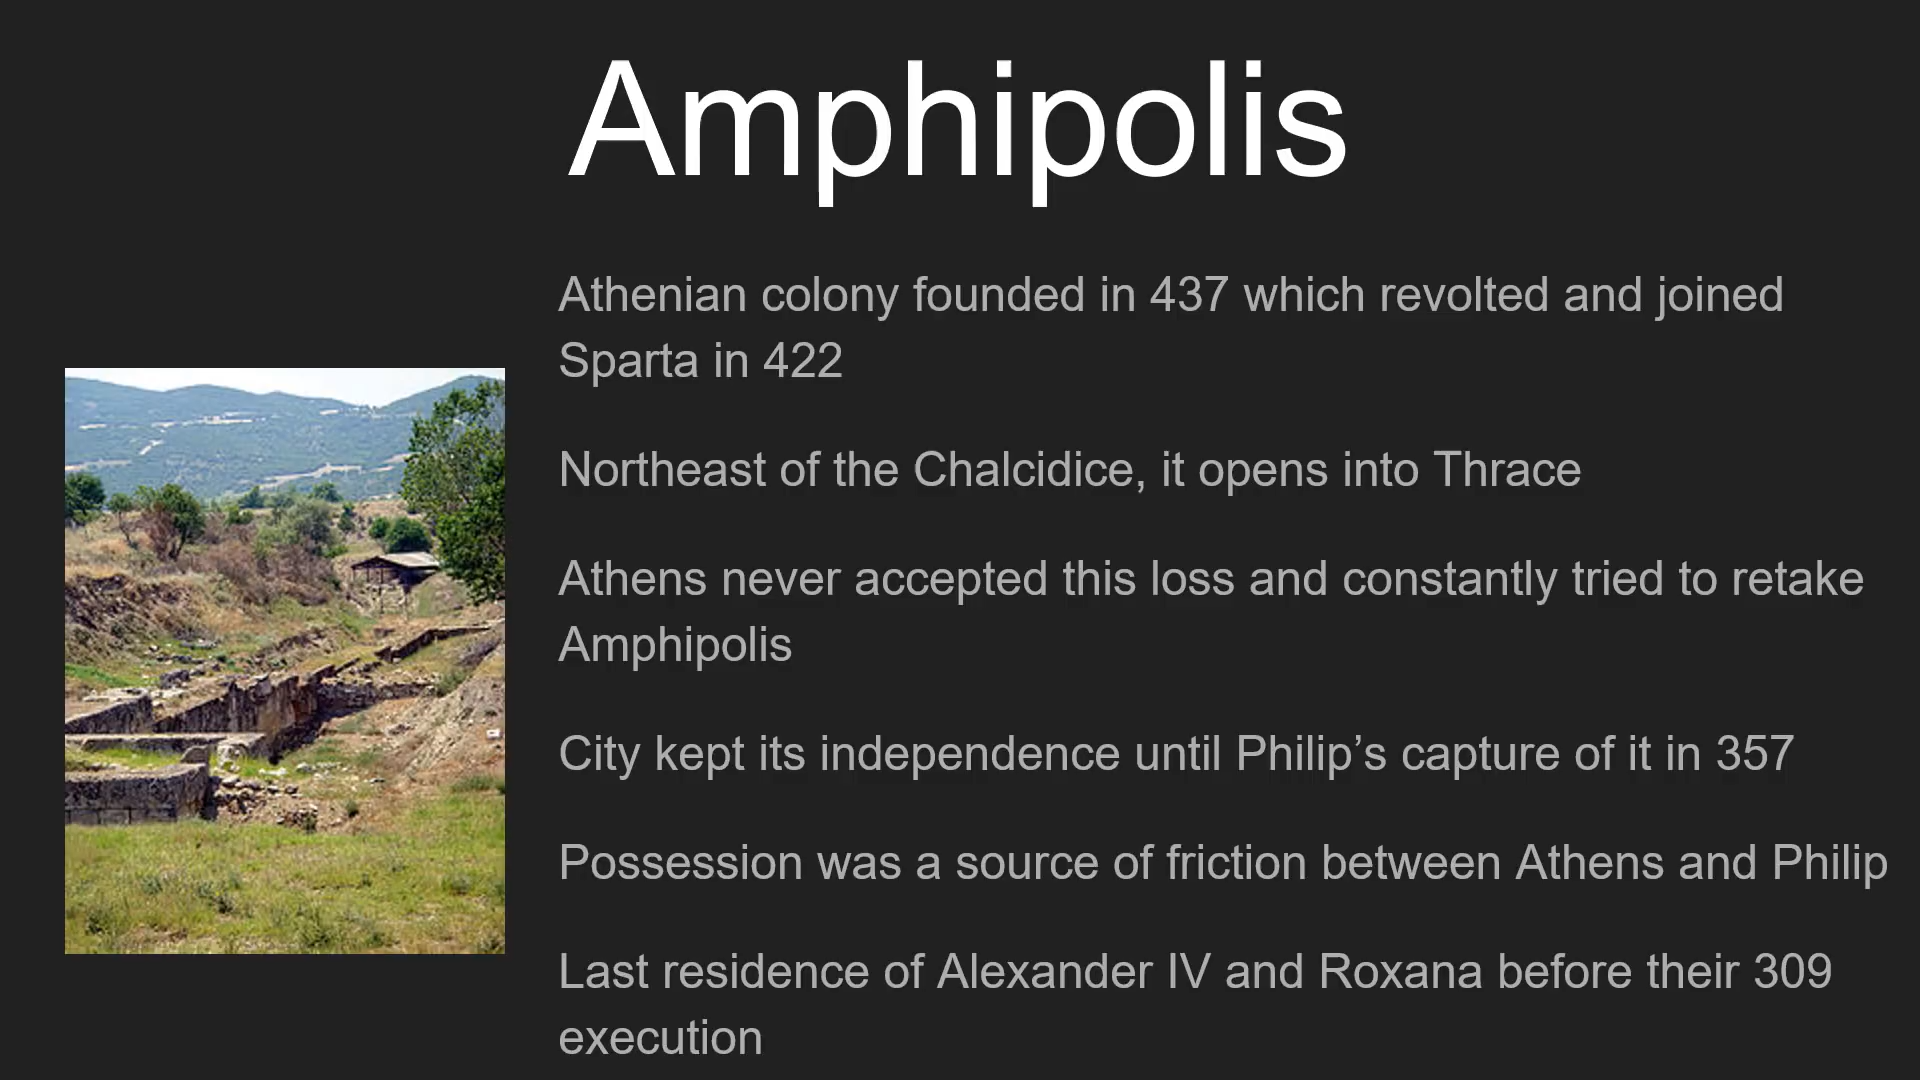 Amphipolis
Athenian colony founded in 437 which revolted and joined
Sparta in 422
Northeast of the Chalcidice, it opens into Thrace
Athens never accepted this loss and constantly tried to retake
Amphipolis
City kept its independence until Philip’s capture of it in 357
Possession was a source of friction between Athens and Philip
Last residence of Alexander IV and Roxana before their 309
execution